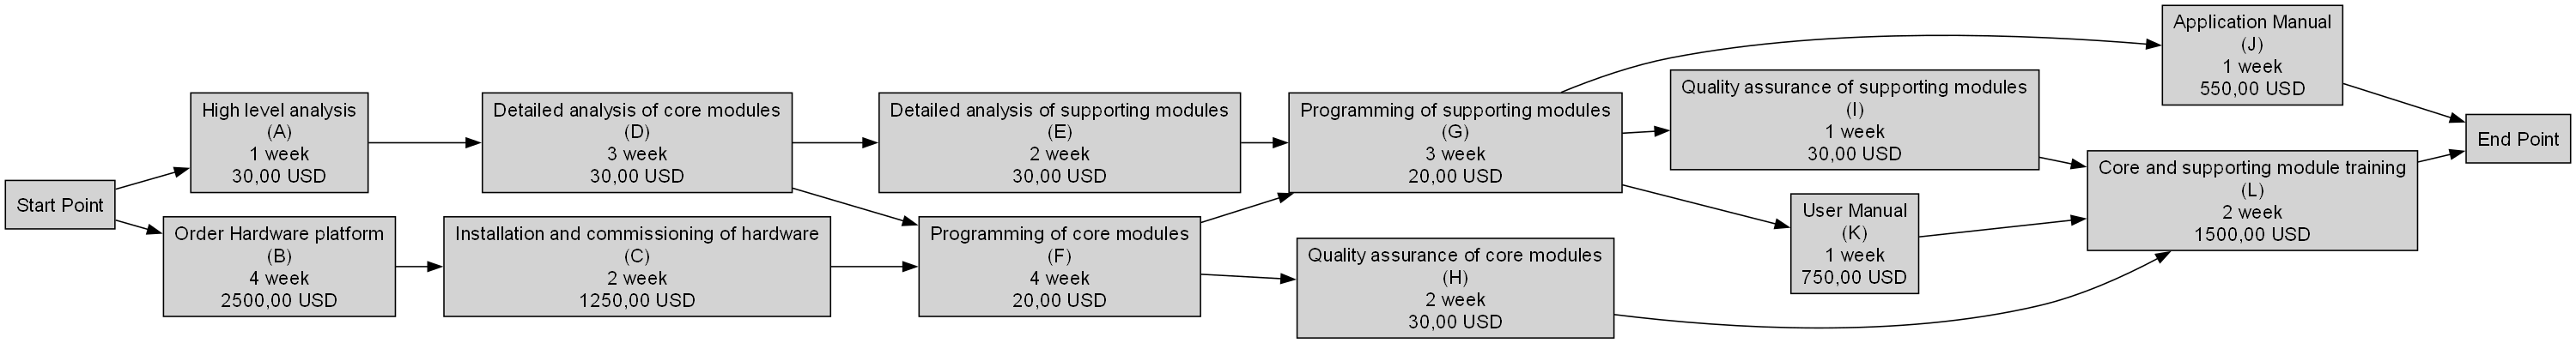 Start Point
High level analysis
(A)
1 week
30,00 USD
Order Hardware platform
(B)
4 week
2500,00 USD
Detailed analysis of core modules
(D)
3 week
30,00 USD
Installation and commissioning of hardware
(C)
2 week
1250,00 USD
Detailed analysis of supporting modules
(E)
2 week
30,00 USD
Programming of core modules
(F)
4 week
20,00 USD
Programming of supporting modules
(G)
3 week
20,00 USD
Quality assurance of core modules
(H)
2 week
30,00 USD
Quality assurance of supporting modules
(I)
1 week
30,00 USD
User Manual
(K)
1 week
750,00 USD
Application Manual
(J)
1 week
550,00 USD
Core and supporting module training
(L)
2 week
1500,00 USD
End Point